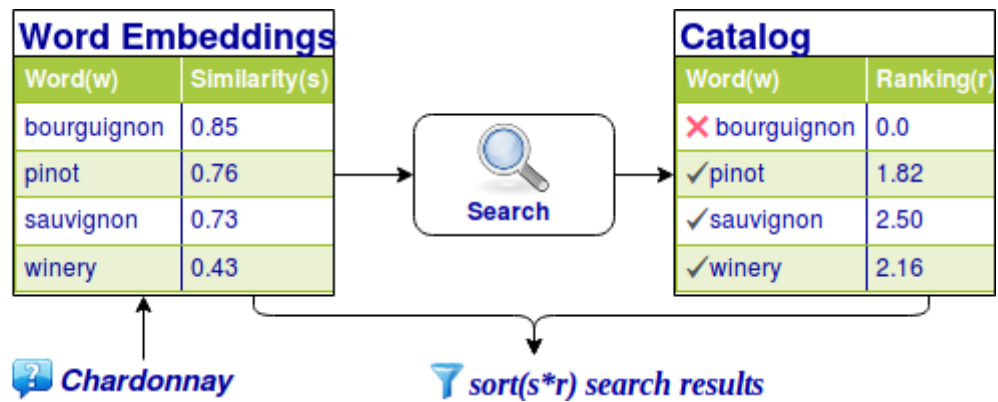 Word Embeddings
Word(w) Similarity(s)
bourguignon 0.85
pinot 0.76
sauvignon 0.73
winery 0.43
Search
Catalog
Word(w) Ranking(r)
bourguignon 0.0
pinot 1.82
sauvignon 2.50
winery 2.16
? Chardonnay
sort(s*r) search results